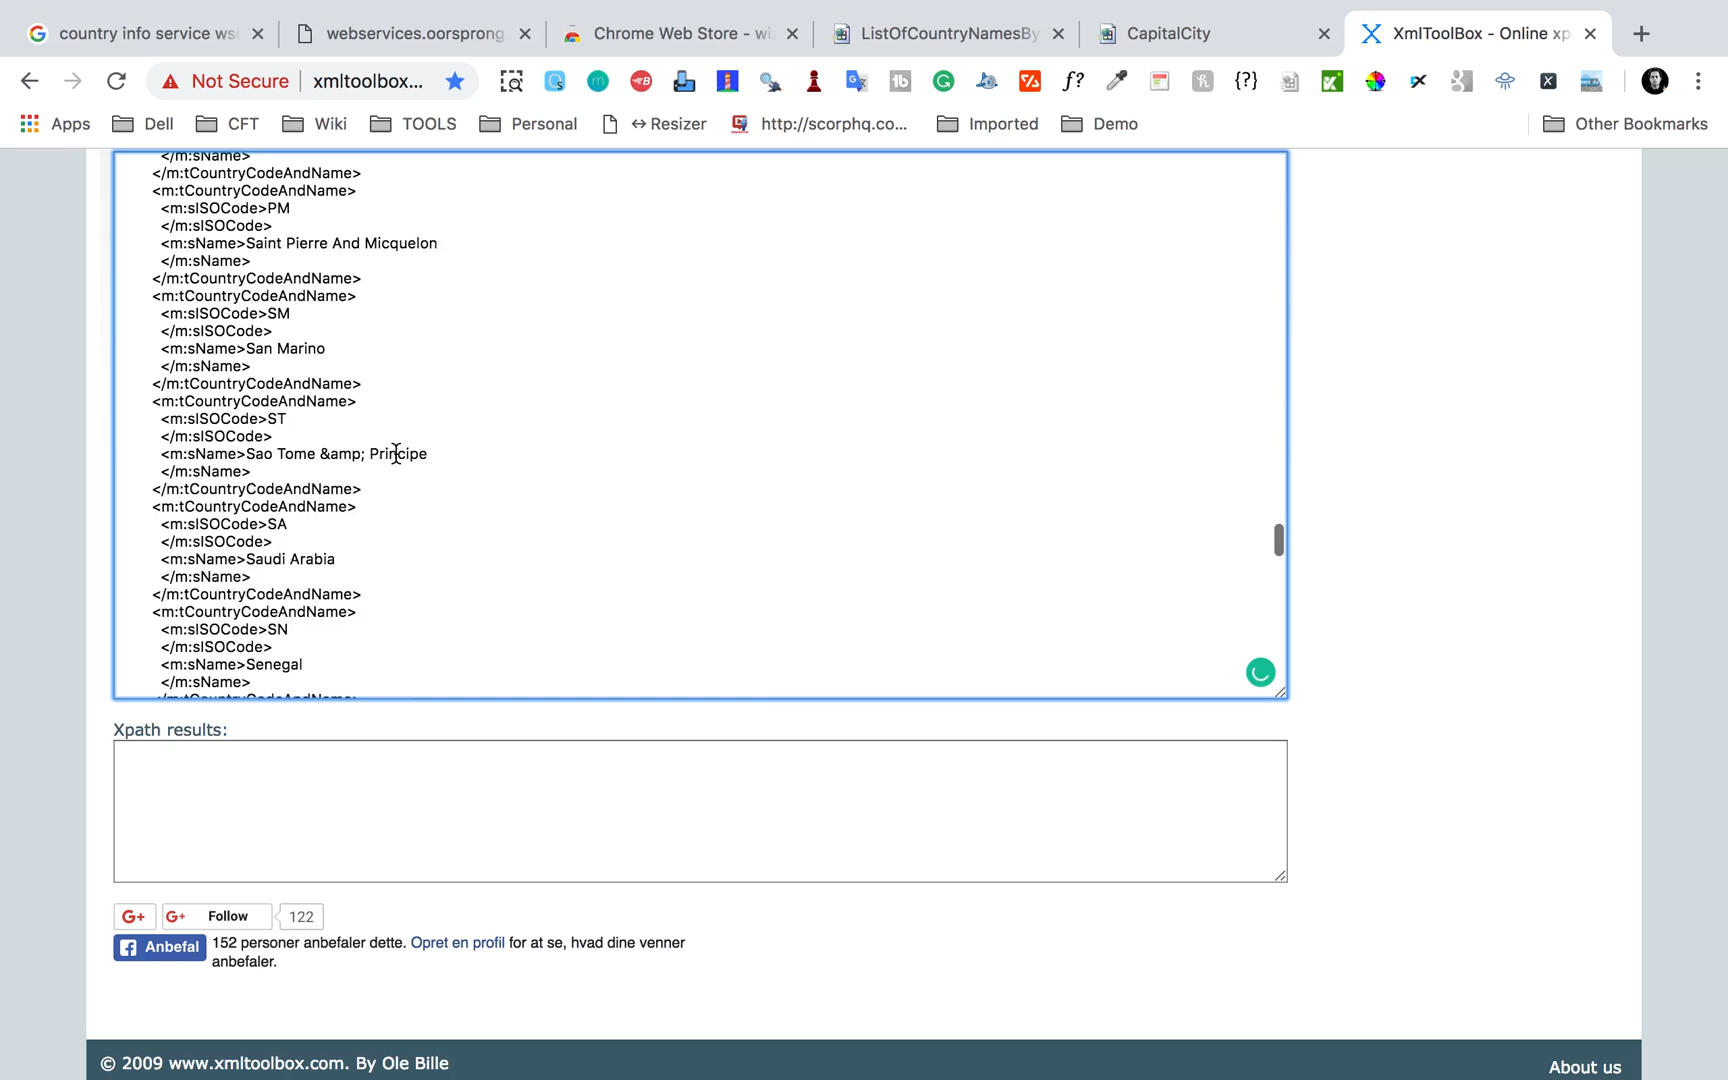 country info service wsd
webservices.oorsprong.
Chrome Web Store - wi
ListOfCountryNamesBy
CapitalCity
XmlToolBox - Online xp
Not Secure
xmltoolbox...
Apps
Dell
CFT
Wiki
TOOLS
Personal
↔Resizer
http://scorphq.co...
Imported
Demo
Other Bookmarks
</m:sName>
</m:tCountryCodeAndName>
<m:tCountryCodeAndName>
<m:sISOCode>PM
</m:sISOCode>
<m:sName>Saint Pierre And Micquelon
</m:sName>
</m:tCountryCodeAndName>
<m:tCountryCodeAndName>
<m:sISOCode>SM
</m:sISOCode>
<m:sName>San Marino
</m:sName>
</m:tCountryCodeAndName>
<m:tCountryCodeAndName>
<m:sISOCode>ST
</m:sISOCode>
<m:sName>Sao Tome &amp; Principe
</m:sName>
</m:tCountryCodeAndName>
<m:tCountryCodeAndName>
<m:sISOCode>SA
</m:sISOCode>
<m:sName>Saudi Arabia
</m:sName>
</m:tCountryCodeAndName>
<m:tCountryCodeAndName>
<m:sISOCode>SN
</m:sISOCode>
<m:sName>Senegal
</m:sName>
</m:tCountryCodeAndName>
Xpath results:
G+
G+ Follow 122
Anbefal 152 personer anbefaler dette. Opret en profil for at se, hvad dine venner
anbefaler.
© 2009 www.xmltoolbox.com. By Ole Bille
About us